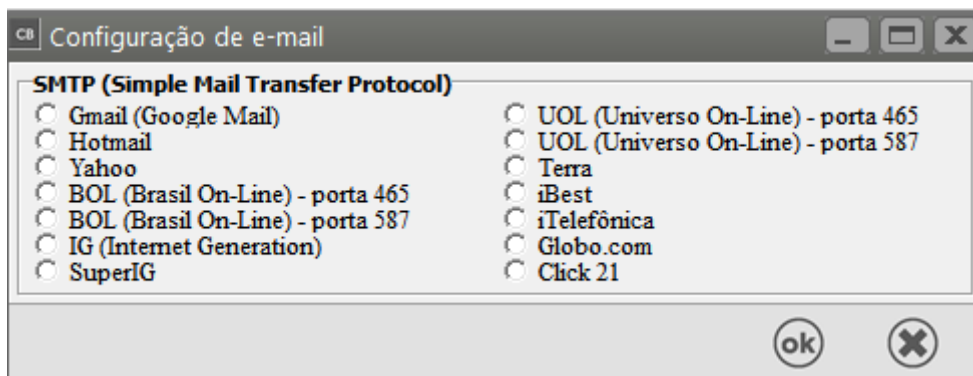 CB Configuração de e-mail
SMTP (Simple Mail Transfer Protocol)
Gmail (Google Mail)
Hotmail
Yahoo
BOL (Brasil On-Line) - porta 465
BOL (Brasil On-Line) - porta 587
IG (Internet Generation)
SuperIG
UOL (Universo On-Line) - porta 465
UOL (Universo On-Line) - porta 587
Terra
iBest
iTelefônica
Globo.com
Click 21
ok